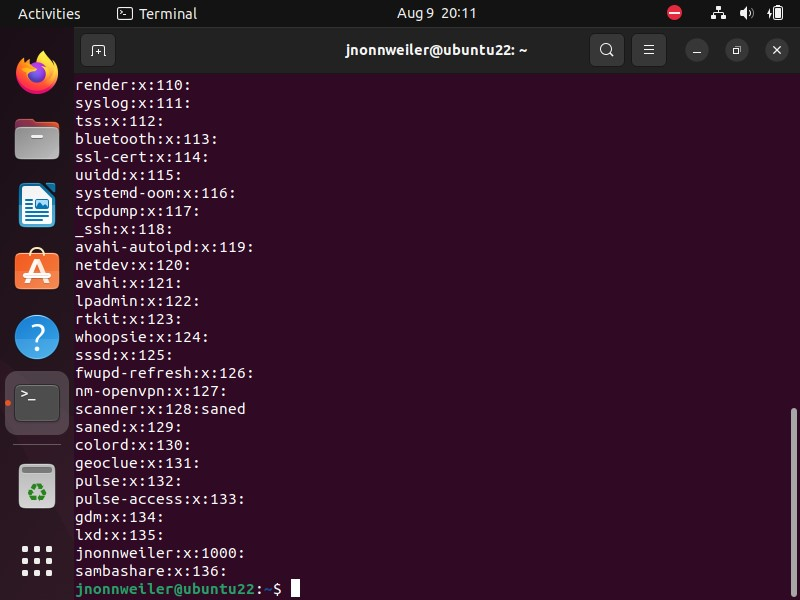 Activities
Terminal
Aug 9 20:11
jnonnweiler@ubuntu22: ~
render:x:110:
syslog:x:111:
tss:x:112:
bluetooth:x:113:
ssl-cert:x:114:
uuidd:x:115:
systemd-oom:x:116:
tcpdump:x:117:
_ssh:x:118:
avahi-autoipd:x:119:
netdev:x:120:
avahi:x:121:
lpadmin:x:122:
rtkit:x:123:
whoopsie:x:124:
sssd:x:125:
fwupd-refresh:x:126:
nm-openvpn:x:127:
scanner:x:128:saned
saned:x:129:
colord:x:130:
geoclue:x:131:
pulse:x:132:
pulse-access:x:133:
gdm:x:134:
lxd:x:135:
jnonnweiler:x:1000:
sambashare:x:136:
jnonnweiler@ubuntu22:~$